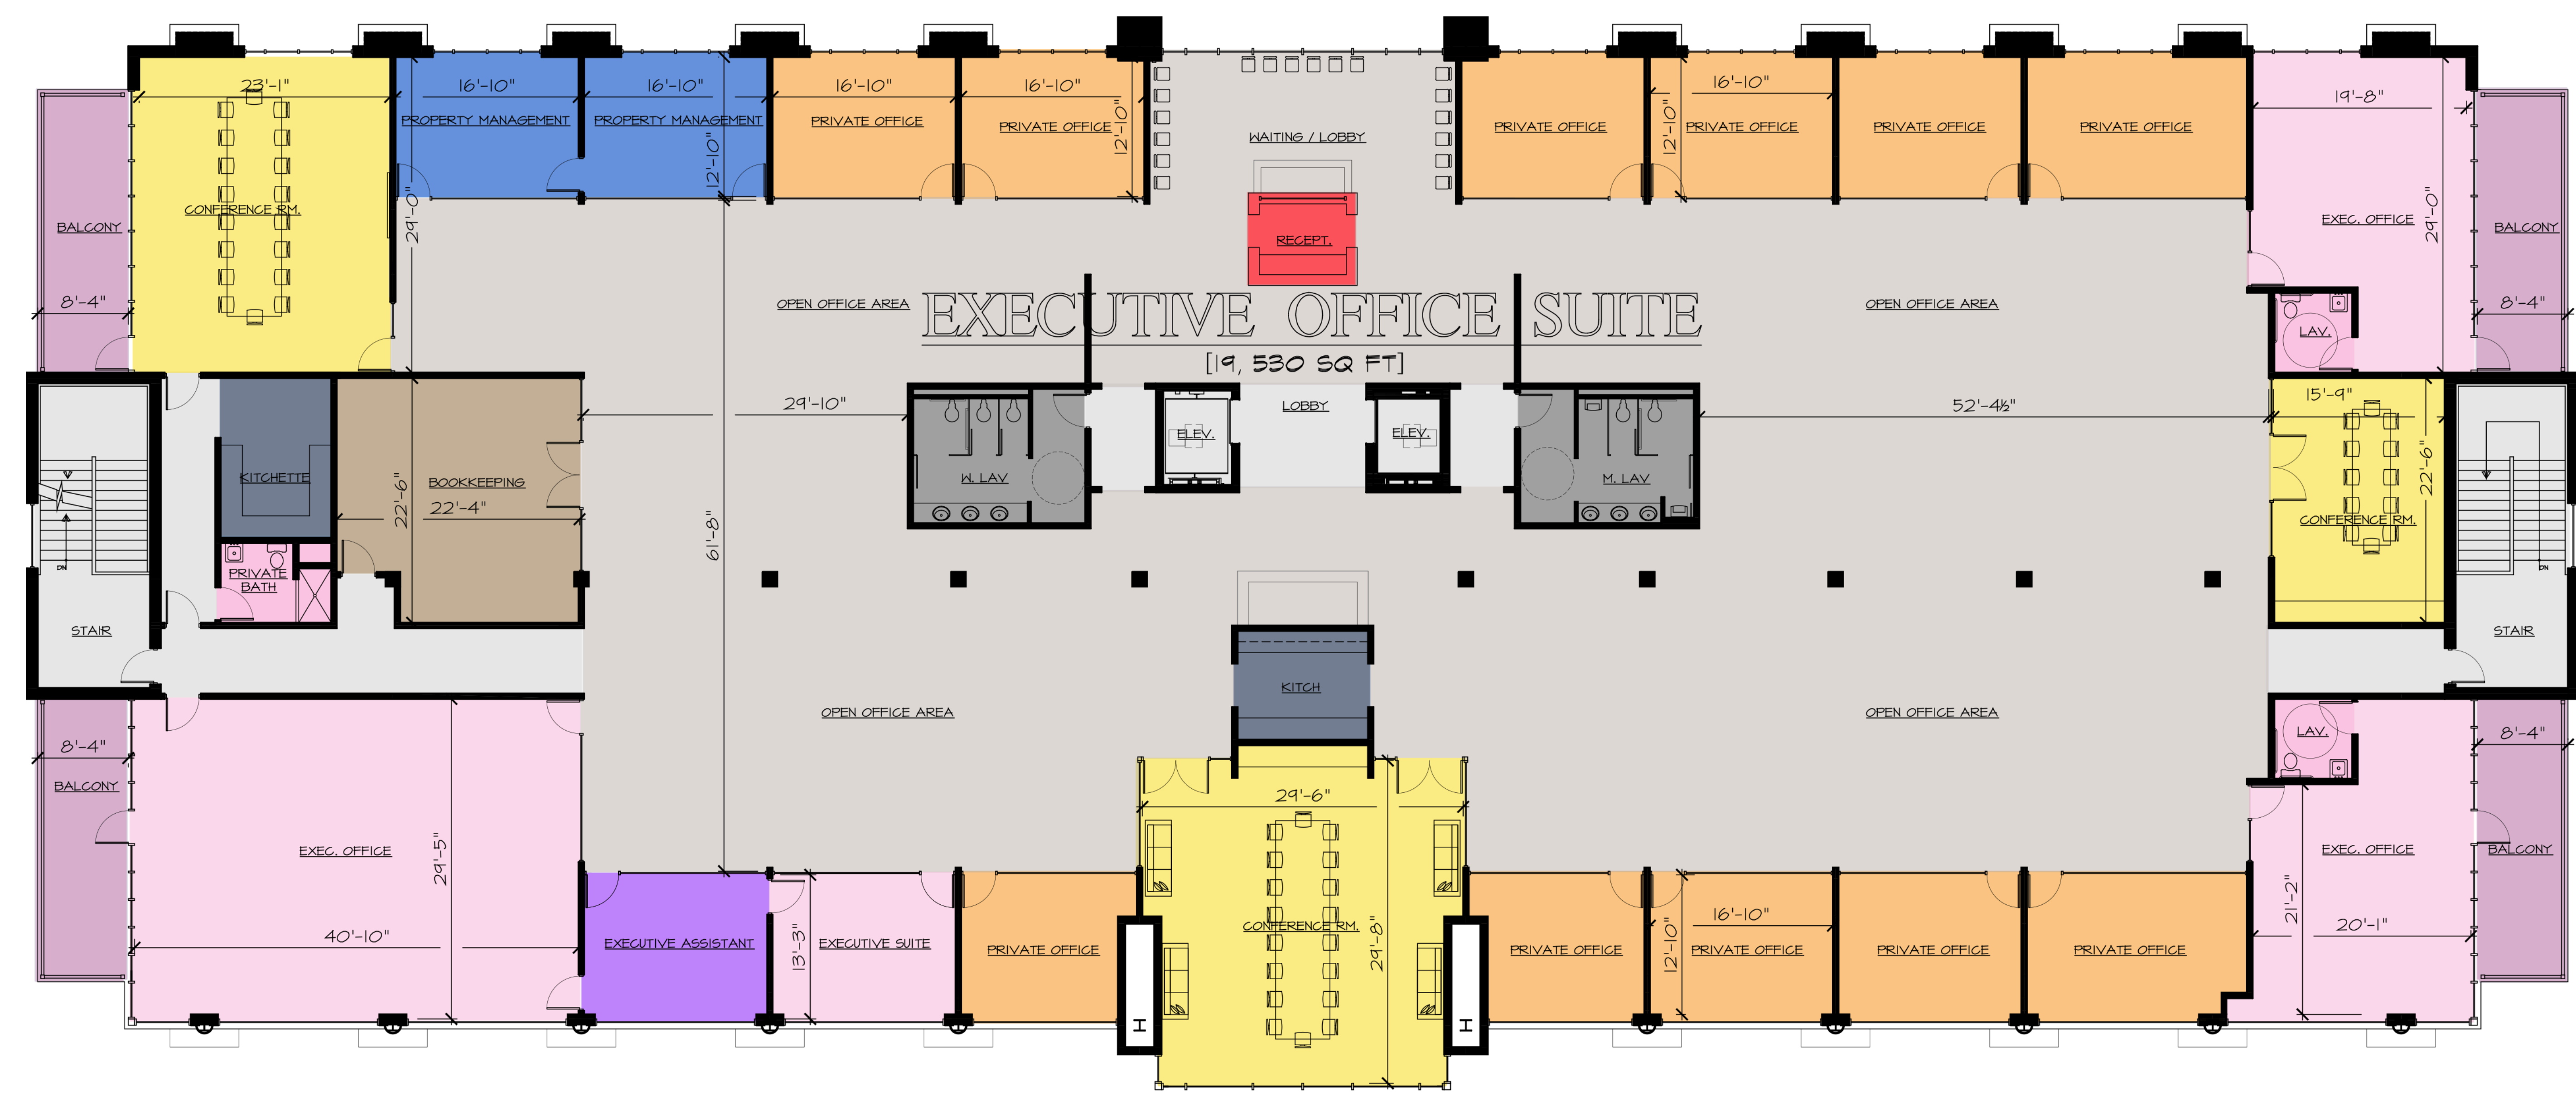 23'-1"
16'-10"
16'-10"
16'-10"
16'-10"
16'-10"
19'-8"
PROPERTY MANAGEMENT
PROPERTY MANAGEMENT
PRIVATE OFFICE
PRIVATE OFFICE
12'-10"
12'-10"
WAITING / LOBBY
PRIVATE OFFICE
12'-10"
PRIVATE OFFICE
PRIVATE OFFICE
PRIVATE OFFICE
BALCONY
CONFERENCE RM.
29'-0"
RECEPT.
EXEC. OFFICE
29'-0"
BALCONY
8'-4"
OPEN OFFICE AREA
EXECUTIVE OFFICE SUITE
[19, 530 SQ FT]
OPEN OFFICE AREA
LAV.
8'-4"
29'-10"
LOBBY
52'-4½"
15'-9"
ELEV.
ELEV.
KITCHETTE
BOOKKEEPING
22'-6"
22'-4"
W. LAV
M. LAV
22'-6"
CONFERENCE RM.
61'-8"
DN
PRIVATE
BATH
DN
STAIR
STAIR
KITCH
OPEN OFFICE AREA
OPEN OFFICE AREA
8'-4"
LAV.
8'-4"
BALCONY
29'-6"
EXEC. OFFICE
29'-5"
EXEC. OFFICE
BALCONY
40'-10"
EXECUTIVE ASSISTANT
13'-3"
EXECUTIVE SUITE
PRIVATE OFFICE
CONFERENCE RM.
29'-8"
PRIVATE OFFICE
12'-10"
16'-10"
PRIVATE OFFICE
PRIVATE OFFICE
PRIVATE OFFICE
21'-2"
20'-1"
H
H